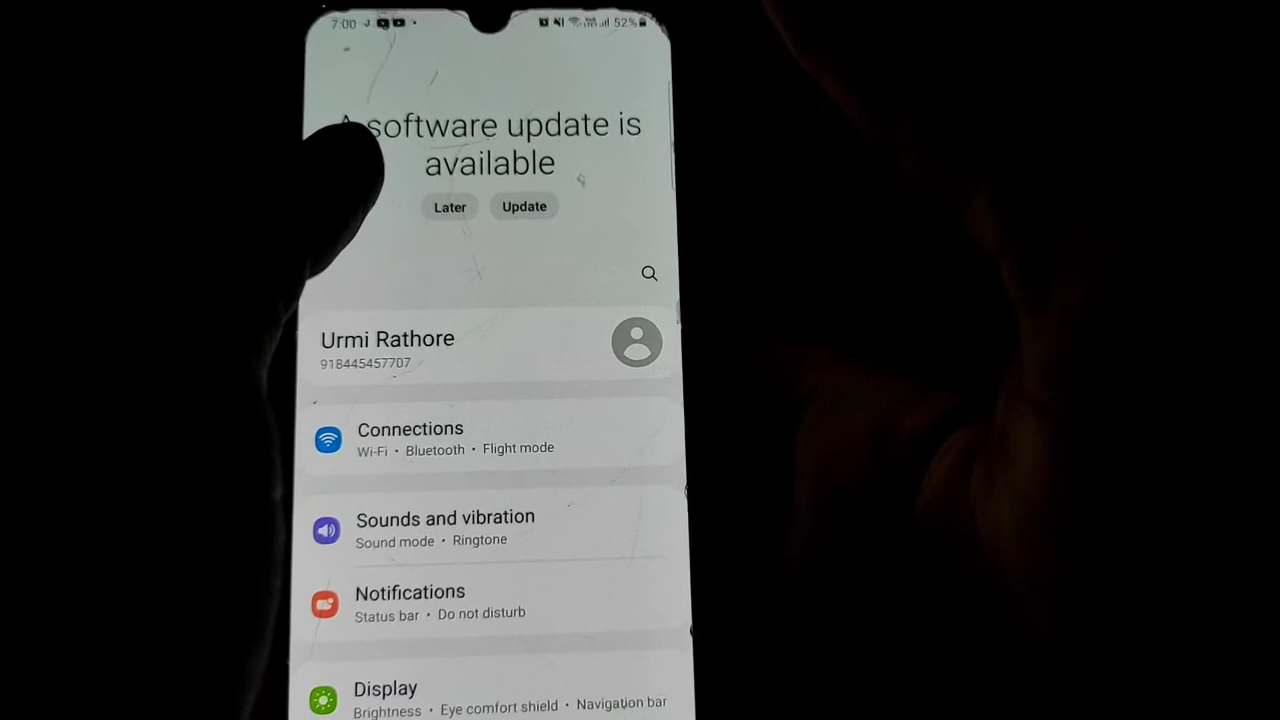 7:00 52%
A software update is
available
Later Update
Urmi Rathore
918445457707
Connections
Wi-Fi • Bluetooth • Flight mode
Sounds and vibration
Sound mode • Ringtone
Notifications
Status bar • Do not disturb
Display
Brightness • Eye comfort shield • Navigation bar